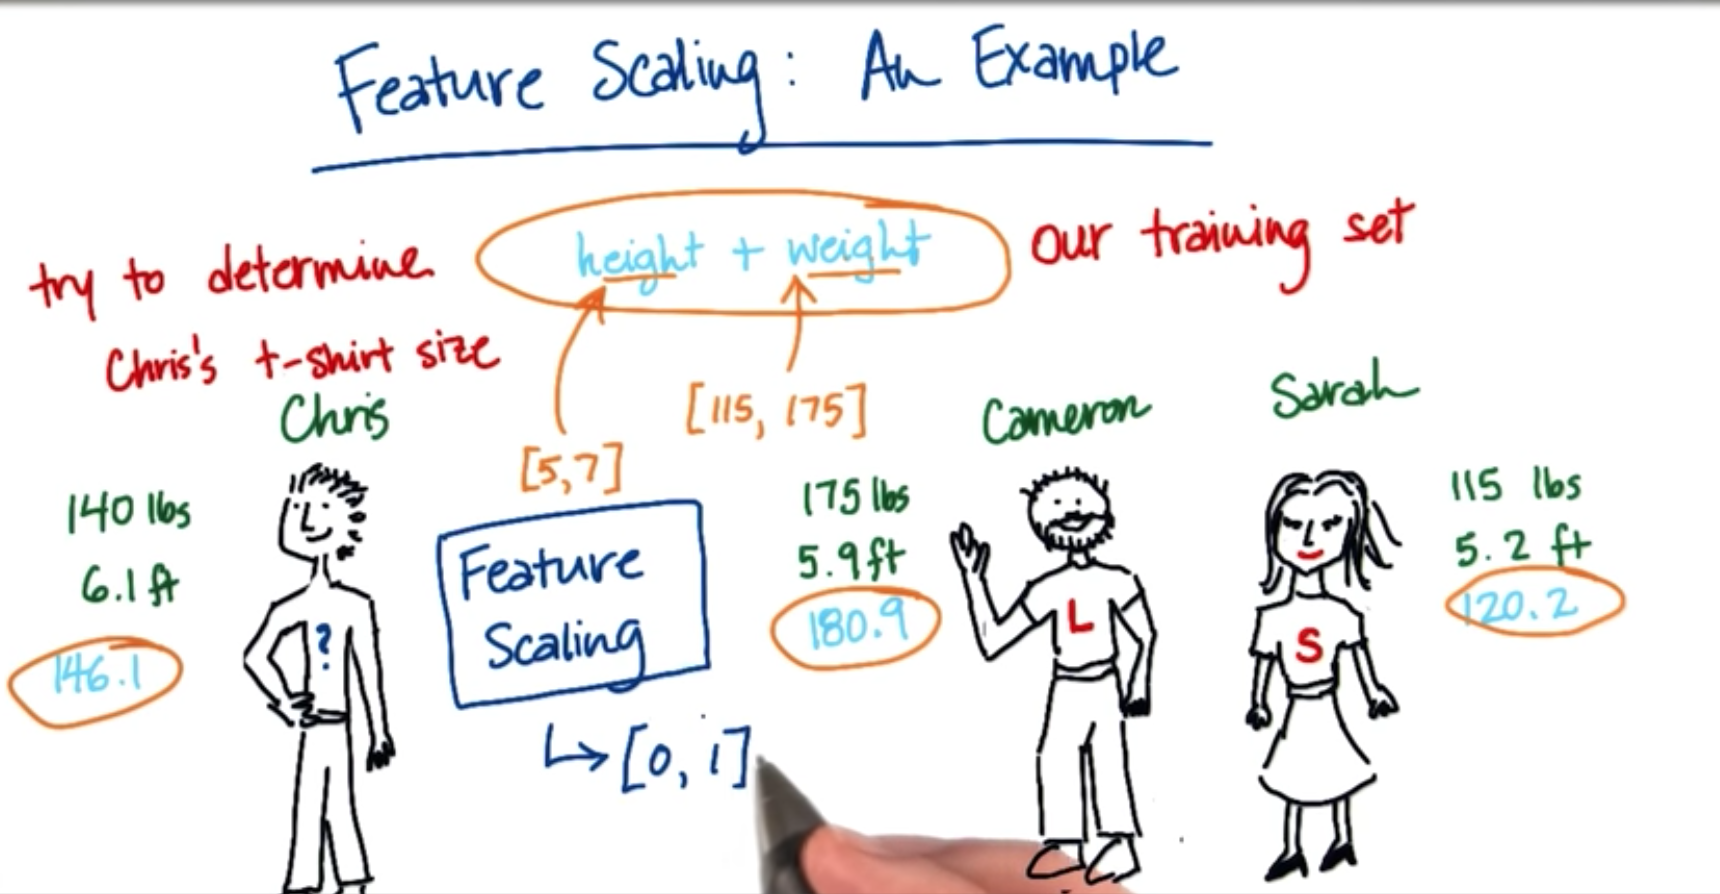 Feature Scaling: An Example
try to determine
Chris's t-shirt size
height + weight
our training set
[5,7]
[115, 175]
Chris
140 lbs
6.1 ft
146.1
?
Feature
Scaling
↳ [0, 1]
Cameron
175 lbs
5.9 ft
180.9
L
Sarah
115 lbs
5.2 ft
120.2
S